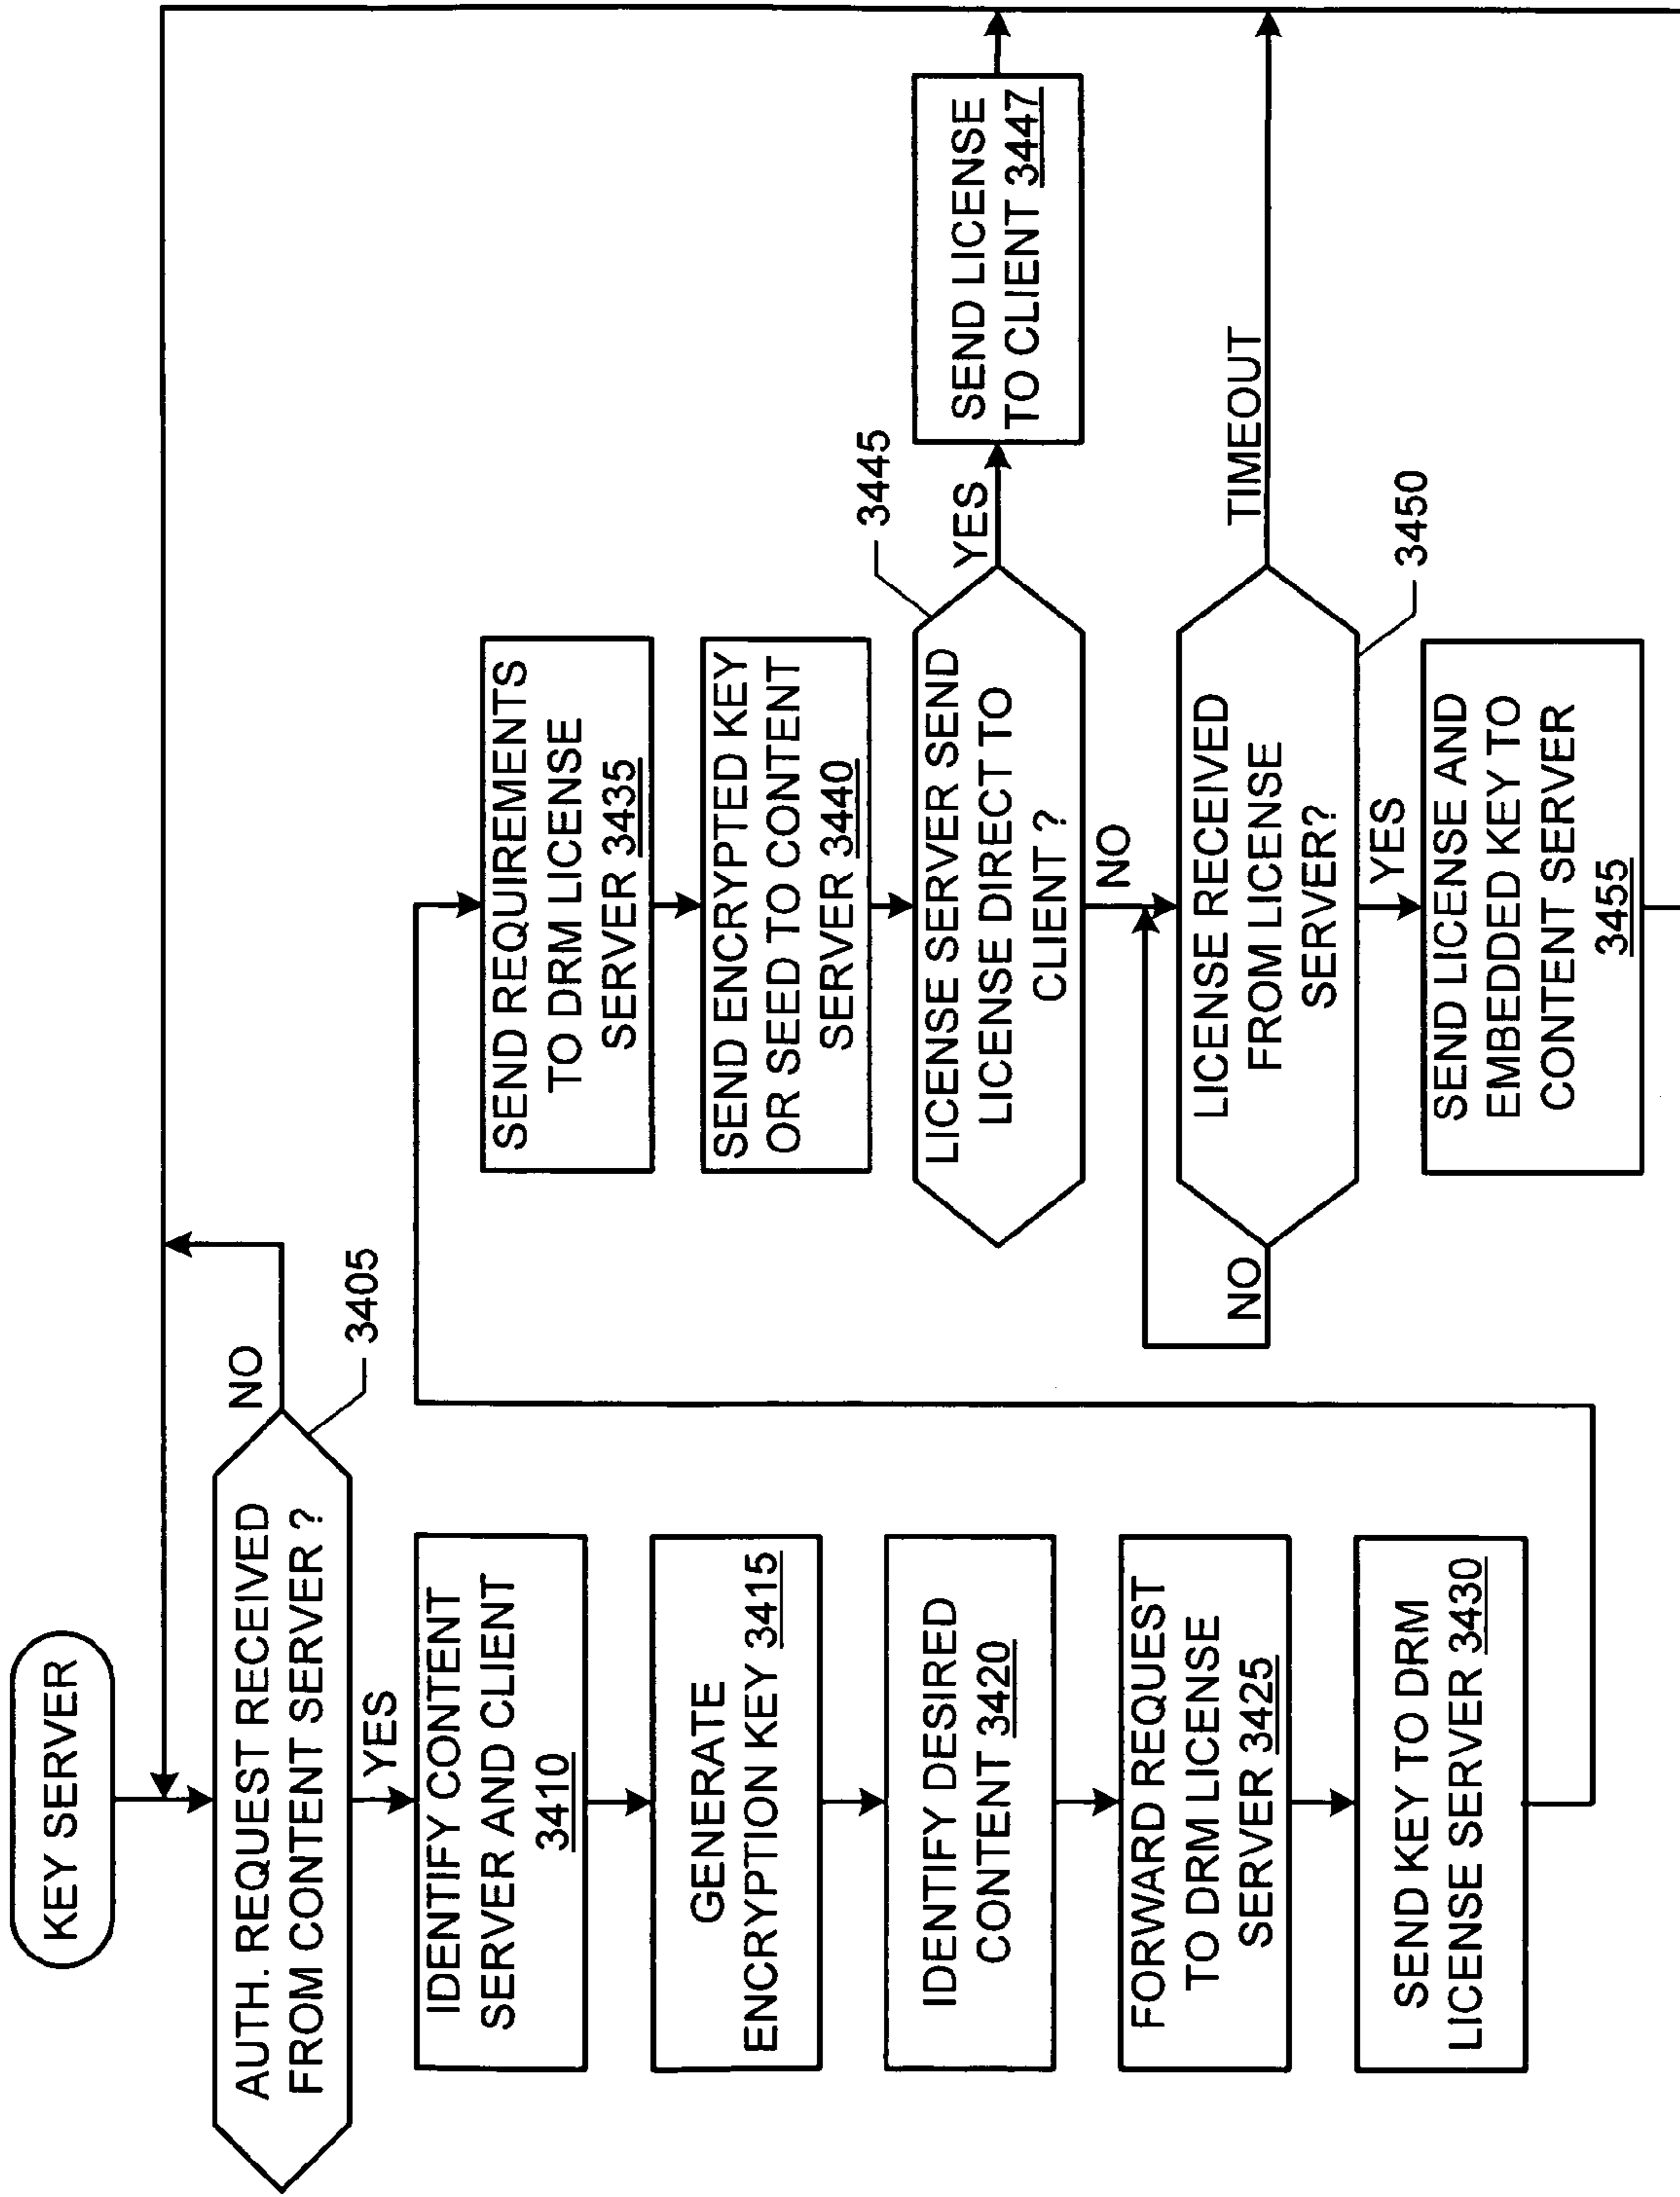 KEY SERVER
AUTH. REQUEST RECEIVED
FROM CONTENT SERVER ?
NO
3405
YES
IDENTIFY CONTENT
SERVER AND CLIENT
3410
GENERATE
ENCRYPTION KEY 3415
IDENTIFY DESIRED
CONTENT 3420
FORWARD REQUEST
TO DRM LICENSE
SERVER 3425
SEND KEY TO DRM
LICENSE SERVER 3430
SEND REQUIREMENTS
TO DRM LICENSE
SERVER 3435
SEND ENCRYPTED KEY
OR SEED TO CONTENT
SERVER 3440
LICENSE SERVER SEND
LICENSE DIRECT TO
CLIENT ?
3445
YES
SEND LICENSE
TO CLIENT 3447
NO
LICENSE RECEIVED
FROM LICENSE
SERVER?
NO
TIMEOUT
3450
YES
SEND LICENSE AND
EMBEDDED KEY TO
CONTENT SERVER
3455